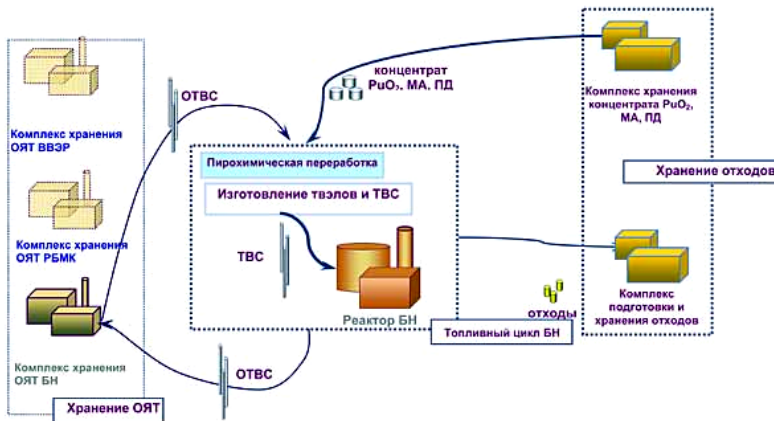 ОТВС
концентрат
PuO2, МА, ПД
Комплекс хранения
ОЯТ ВВЭР
Комплекс хранения
концентрата PuO2,
МА, ПД
Пирохимическая переработка
Хранение отходов
Изготовление твэлов и ТВС
Комплекс хранения
ОЯТ РБМК
ТВС
Реактор БН
отходы
Комплекс
подготовки и
хранения отходов
Топливный цикл БН
Комплекс хранения
ОЯТ БН
ОТВС
Хранение ОЯТ